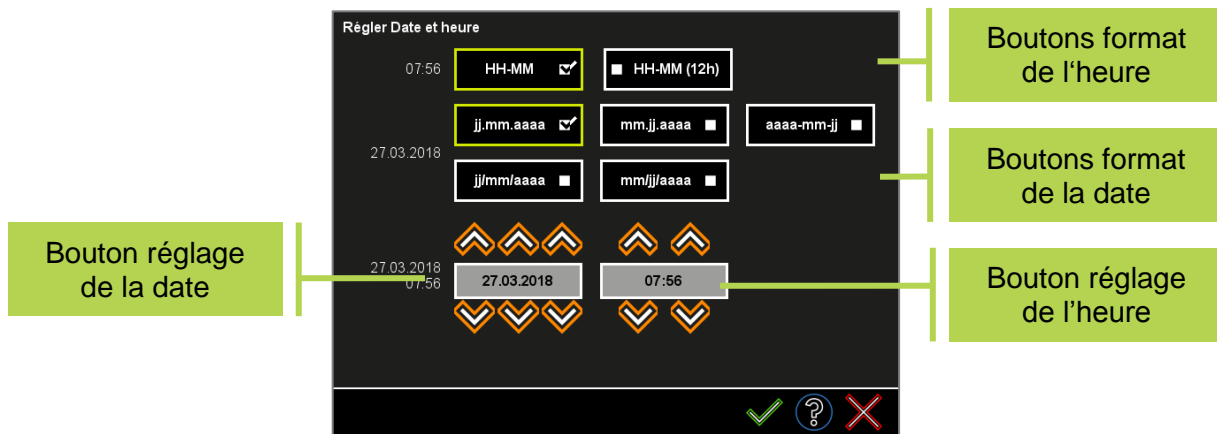 Régler Date et heure
07:56
HH-MM
HH-MM (12h)
jj.mm.aaaa
mm.jj.aaaa
aaaa-mm-jj
27.03.2018
jj/mm/aaaa
mm/jj/aaaa
27.03.2018
07:56
27.03.2018
07:56
Boutons format
de l‘heure
Boutons format
de la date
Bouton réglage
de la date
Bouton réglage
de l’heure